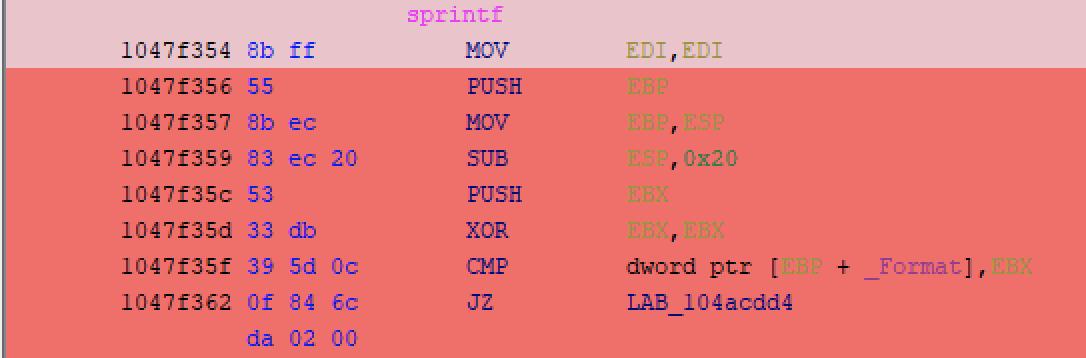 sprintf
1047f354 8b ff MOV EDI,EDI
1047f356 55 PUSH EBP
1047f357 8b ec MOV EBP,ESP
1047f359 83 ec 20 SUB ESP,0x20
1047f35c 53 PUSH EBX
1047f35d 33 db XOR EBX,EBX
1047f35f 39 5d 0c CMP dword ptr [EBP + _Format],EBX
1047f362 0f 84 6c JZ LAB_104acdd4
da 02 00